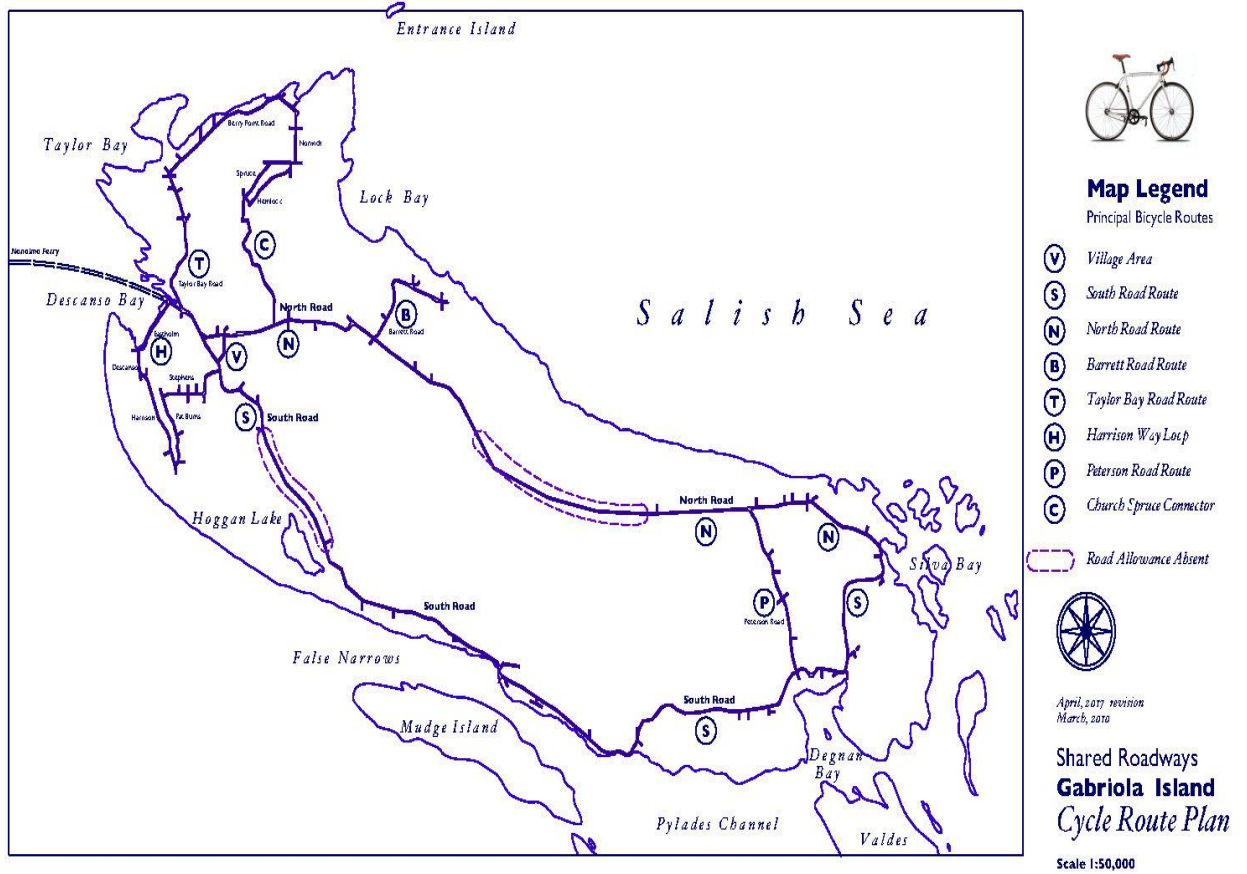 Entrance Island
Taylor Bay
Berry Point Road
Norwich
Spruce
Hemlock
Lock Bay
C
Nanaimo Ferry
T
Taylor Bay Road
Descanso Bay
North Road
B
Barrett Road
Salish Sea
H
V
N
Descanso
Stephens
Harrison
Pat Burns
S
South Road
Hoggan Lake
North Road
N
N
Silva Bay
P
Peterson Road
S
South Road
False Narrows
South Road
S
Mudge Island
Degnan
Bay
Pylades Channel
Valdes
Map Legend
Principal Bicycle Routes
V Village Area
S South Road Route
N North Road Route
B Barrett Road Route
T Taylor Bay Road Route
H Harrison Way Loop
P Peterson Road Route
C Church Spruce Connector
Road Allowance Absent
April, 2017 revision
March, 2010
Shared Roadways
Gabriola Island
Cycle Route Plan
Scale 1:50,000